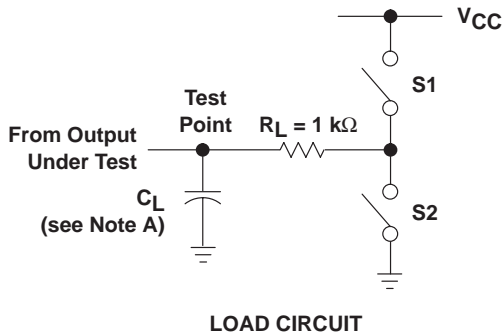 VCC
S1
Test
Point
RL = 1 kΩ
From Output
Under Test
CL
(see Note A)
S2
LOAD CIRCUIT